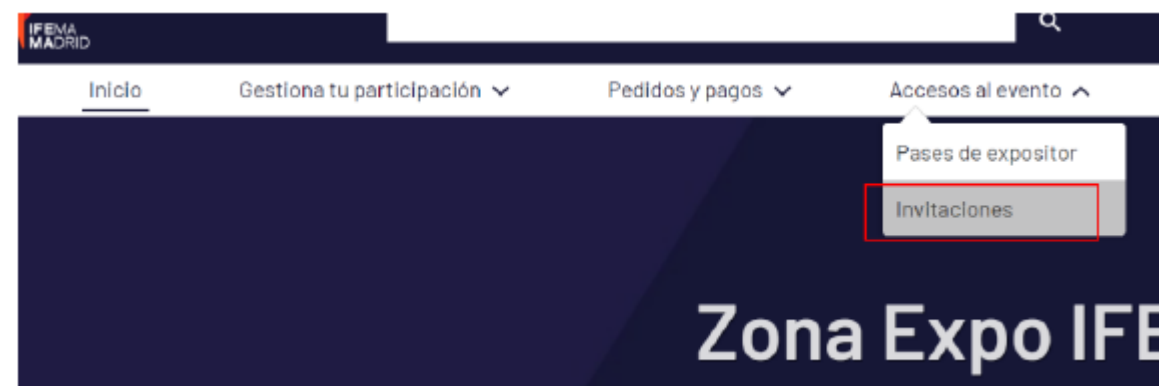 IFEMA
MADRID
Inicio
Gestiona tu participación
Pedidos y pagos
Accesos al evento
Pases de expositor
Invitaciones
Zona Expo IFE